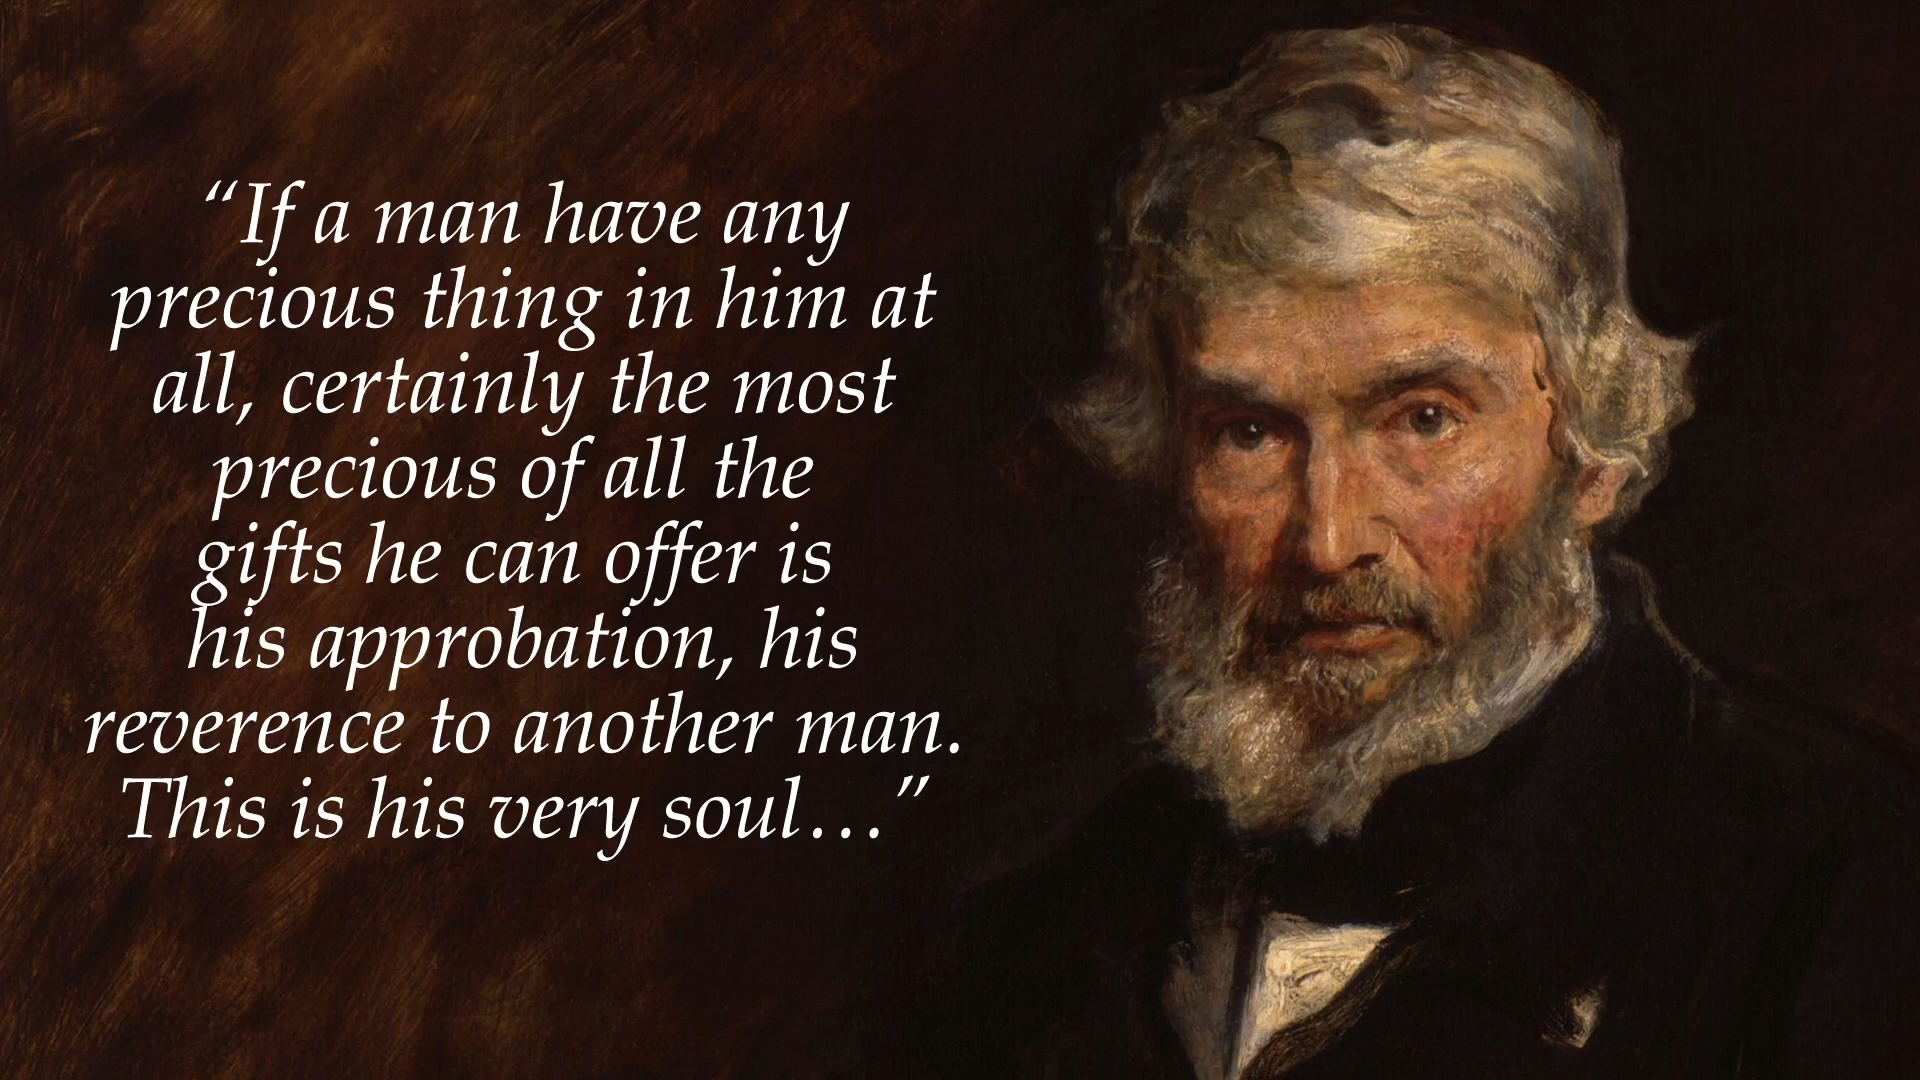 “If a man have any
precious thing in him at
all, certainly the most
precious of all the
gifts he can offer is
his approbation, his
reverence to another man.
This is his very soul…”